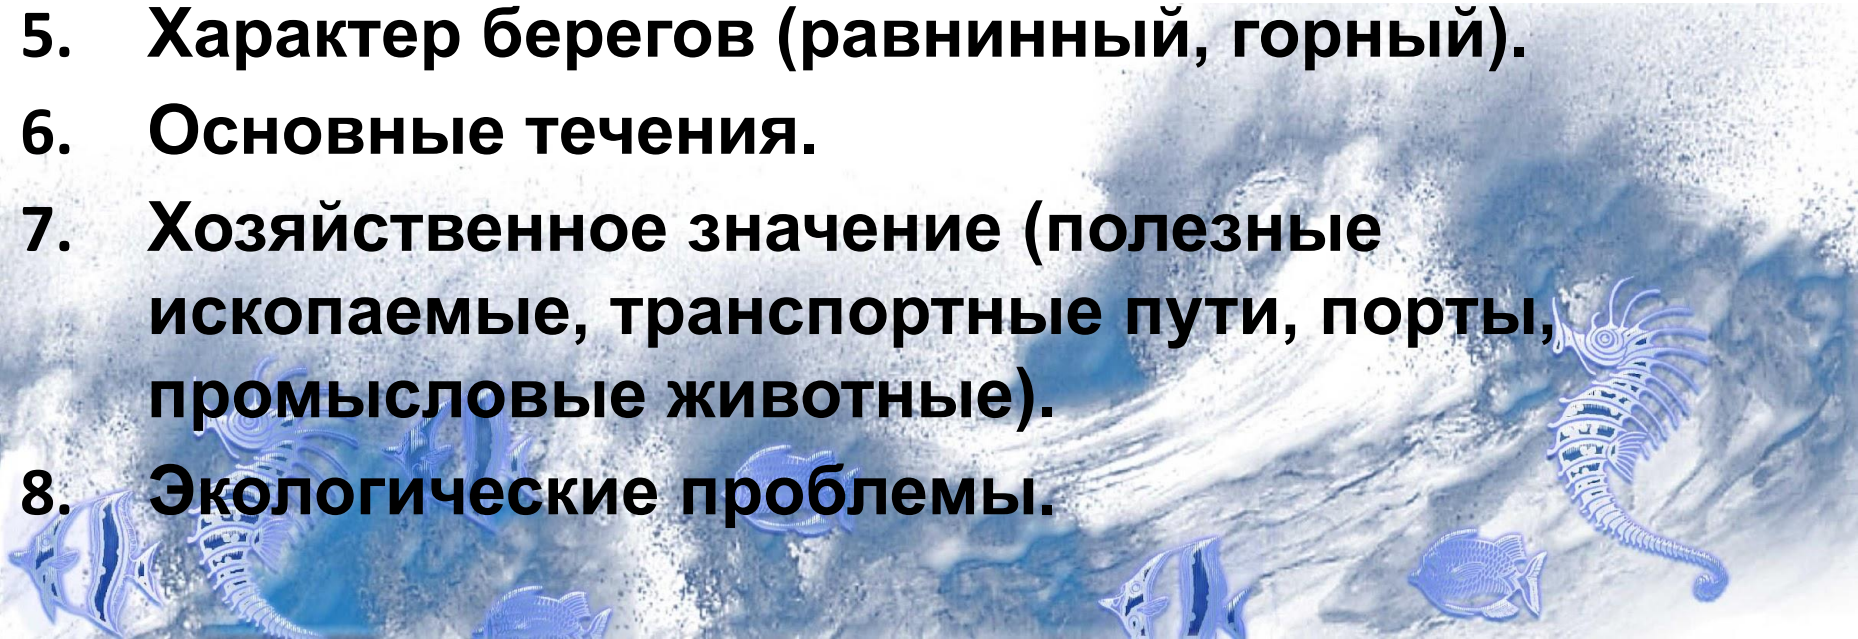 5. Характер берегов (равнинный, горный).
6. Основные течения.
7. Хозяйственное значение (полезные
ископаемые, транспортные пути, порты,
промысловые животные).
8. Экологические проблемы.